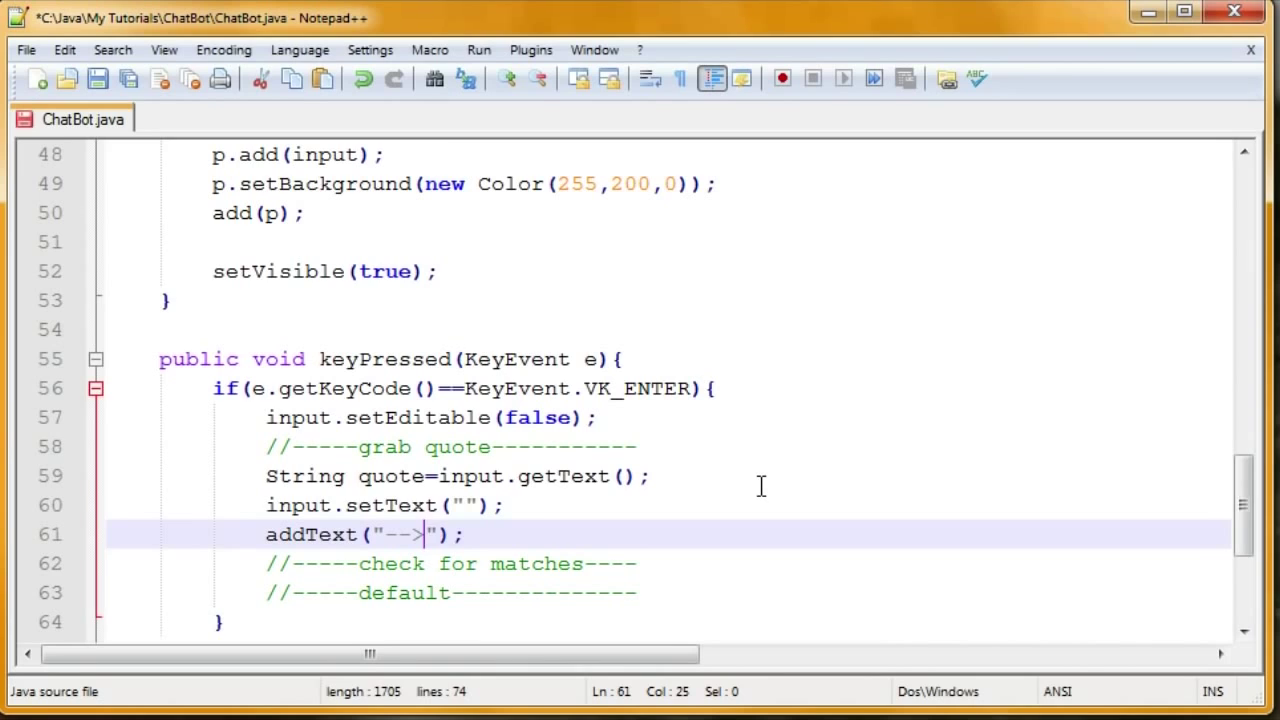 *C:\Java\My Tutorials\ChatBot\ChatBot.java - Notepad++
File Edit Search View Encoding Language Settings Macro Run Plugins Window ? X
ABC
ChatBot.java
48 p.add(input);
49 p.setBackground(new Color(255,200,0));
50 add(p);
51
52 setVisible(true);
53 }
54
55 public void keyPressed(KeyEvent e){
56 if(e.getKeyCode()==KeyEvent.VK_ENTER){
57 input.setEditable(false);
58 //-----grab quote-----------
59 String quote=input.getText();
60 input.setText("");
61 addText("-->");
62 //-----check for matches----
63 //-----default--------------
64 }
Java source file length : 1705 lines : 74 Ln : 61 Col : 25 Sel : 0 Dos\Windows ANSI INS